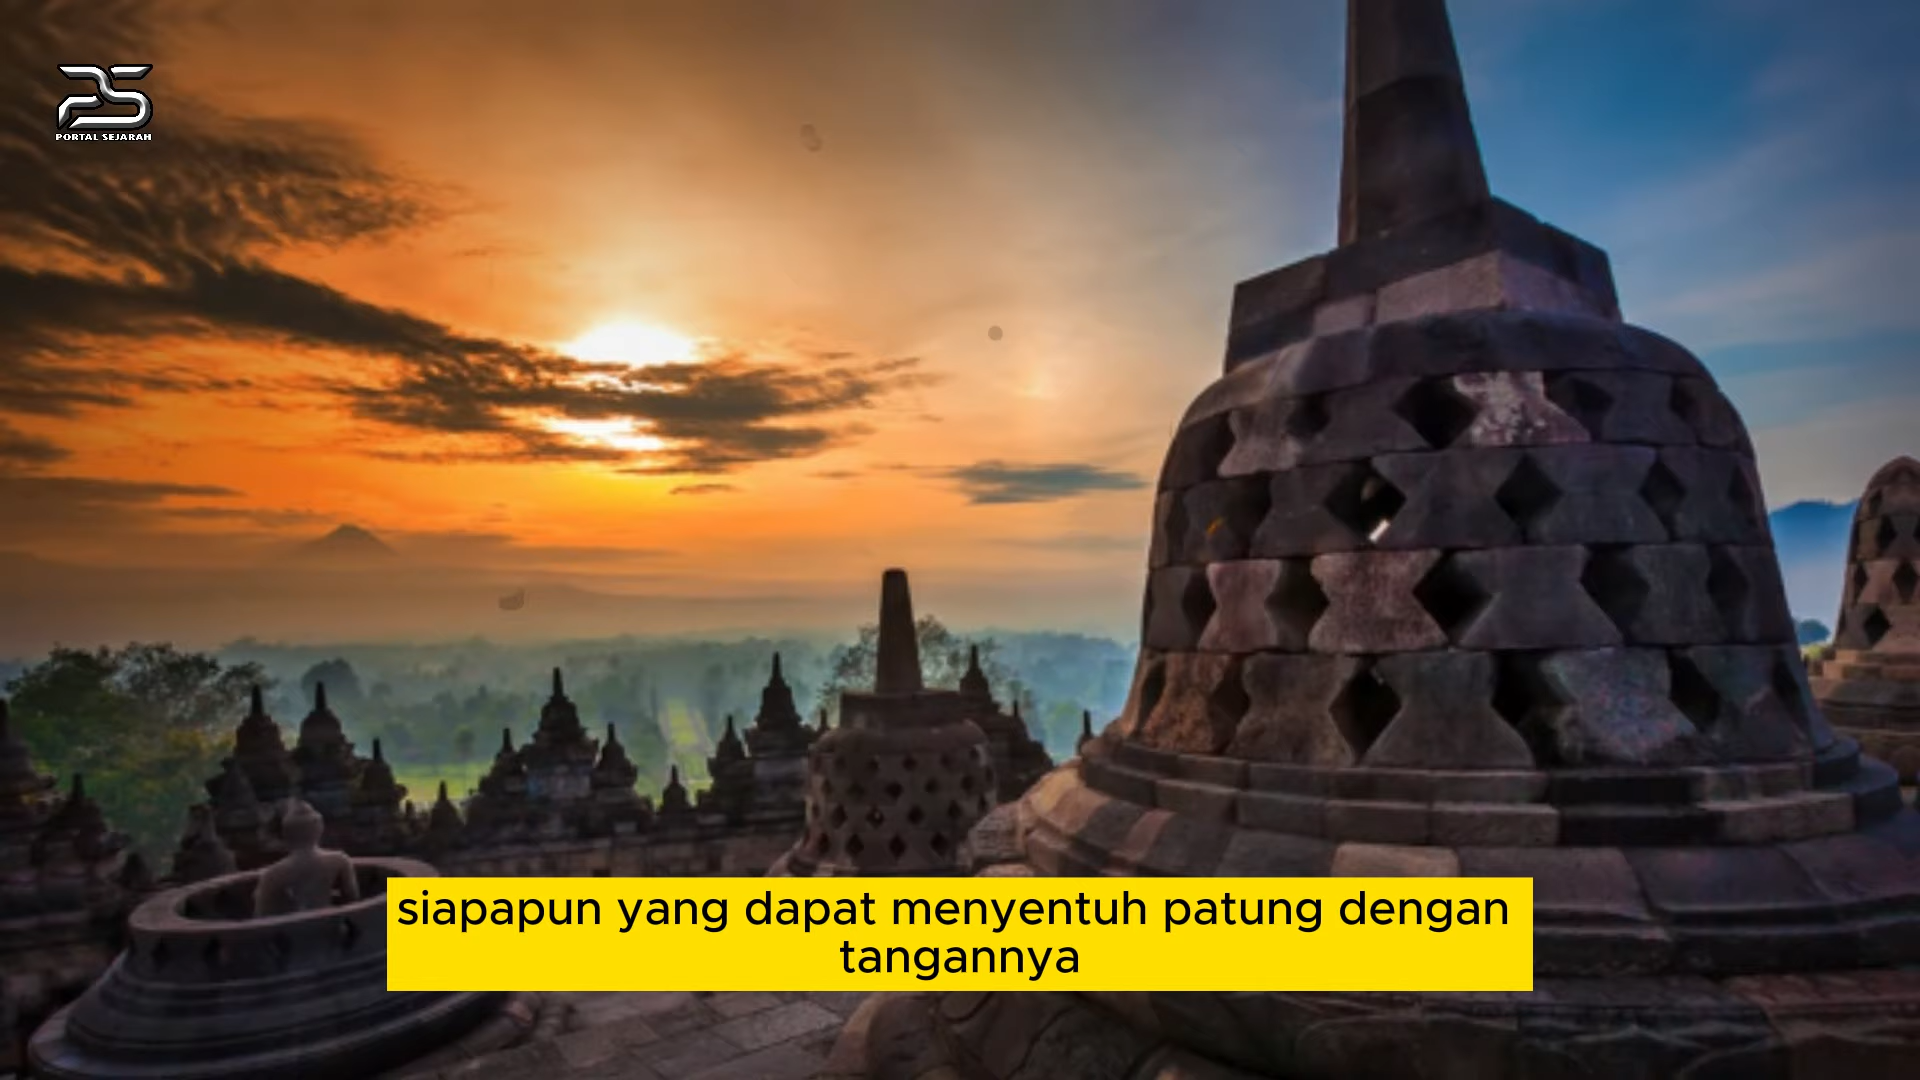 PORTAL SEJARAH
siapapun yang dapat menyentuh patung dengan
tangannya